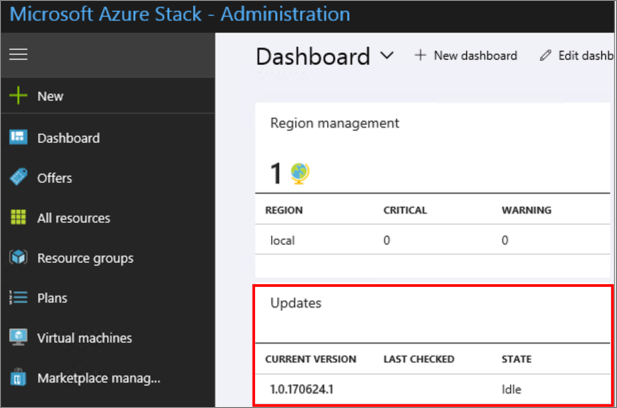 Microsoft Azure Stack - Administration
New
Dashboard
Offers
All resources
Resource groups
Plans
Virtual machines
Marketplace manag...
Dashboard
+ New dashboard
Edit dashb
Region management
1
REGION CRITICAL WARNING
local 0 0
Updates
CURRENT VERSION LAST CHECKED STATE
1.0.170624.1 Idle